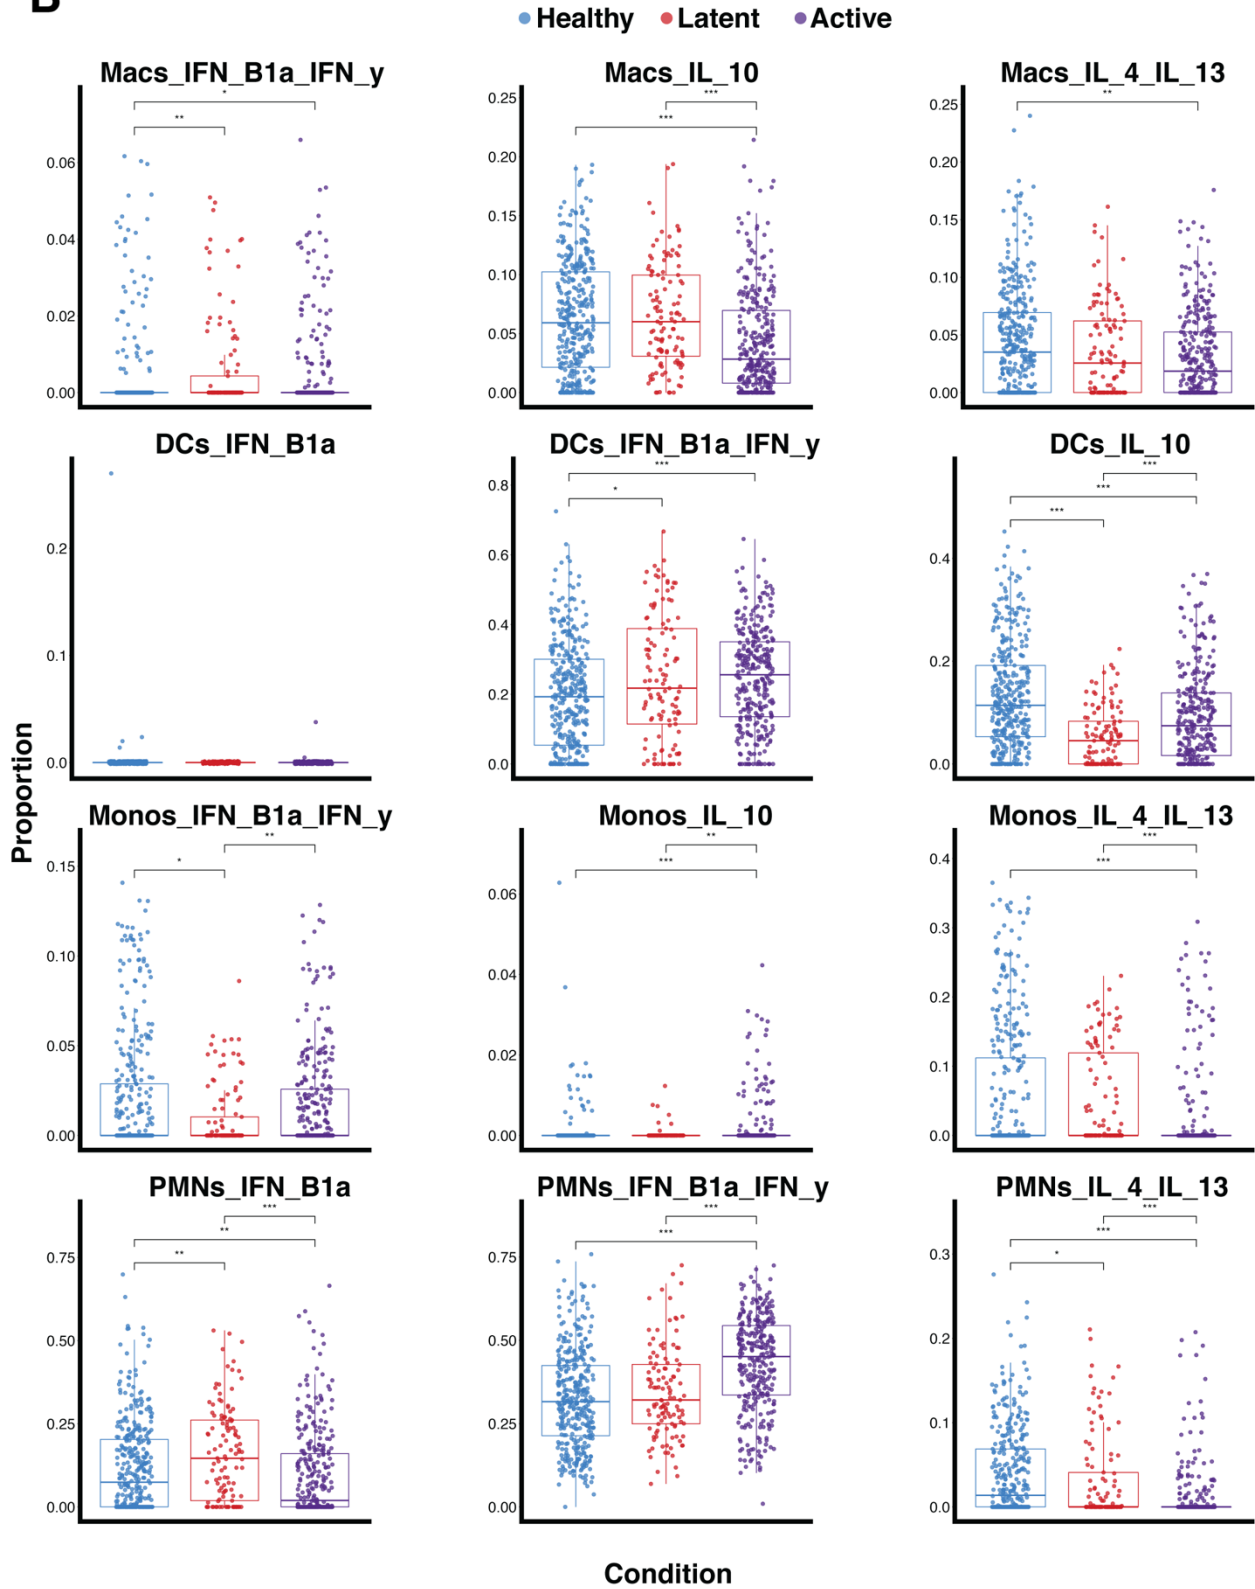 B
Healthy Latent Active
Macs_IFN_B1a_IFN_y Macs_IL_10 Macs_IL_4_IL_13
* ** *** *** **
0.06 0.04 0.02 0.00
0.25 0.20 0.15 0.10 0.05 0.00
0.25 0.20 0.15 0.10 0.05 0.00
DCs_IFN_B1a DCs_IFN_B1a_IFN_y DCs_IL_10
*** * *** *** ***
0.2 0.1 0.0
0.8 0.6 0.4 0.2 0.0
0.4 0.2 0.0
Proportion
Monos_IFN_B1a_IFN_y Monos_IL_10 Monos_IL_4_IL_13
** * ** *** *** ***
0.15 0.10 0.05 0.00
0.06 0.04 0.02 0.00
0.4 0.3 0.2 0.1 0.0
PMNs_IFN_B1a PMNs_IFN_B1a_IFN_y PMNs_IL_4_IL_13
*** ** ** *** *** *** *** *
0.75 0.50 0.25 0.00
0.75 0.50 0.25 0.00
0.3 0.2 0.1 0.0
Condition